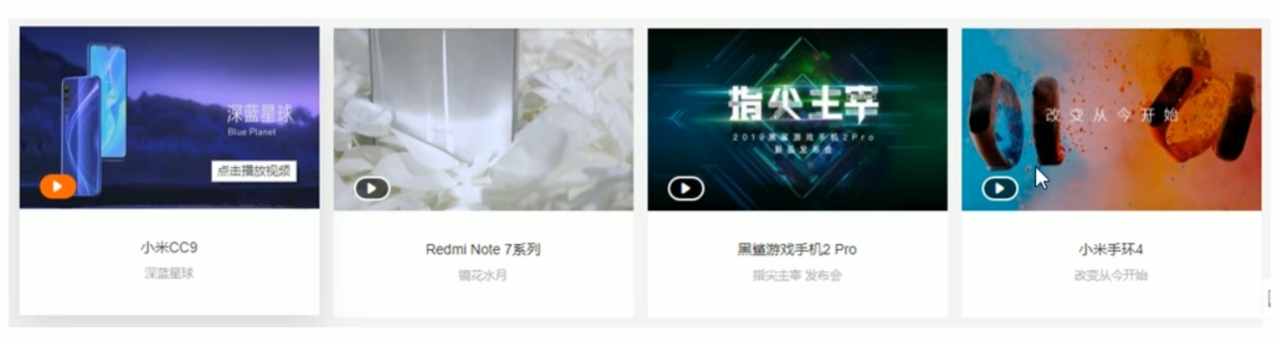 深蓝星球
Blue Planet
点击播放视频
小米CC9
深蓝星球
Redmi Note 7系列
镜花水月
指尖主宰
2019黑鲨游戏手机2Pro
新品发布会
黑鲨游戏手机2 Pro
指尖主宰 发布会
改变从今开始
小米手环4
改变从今开始